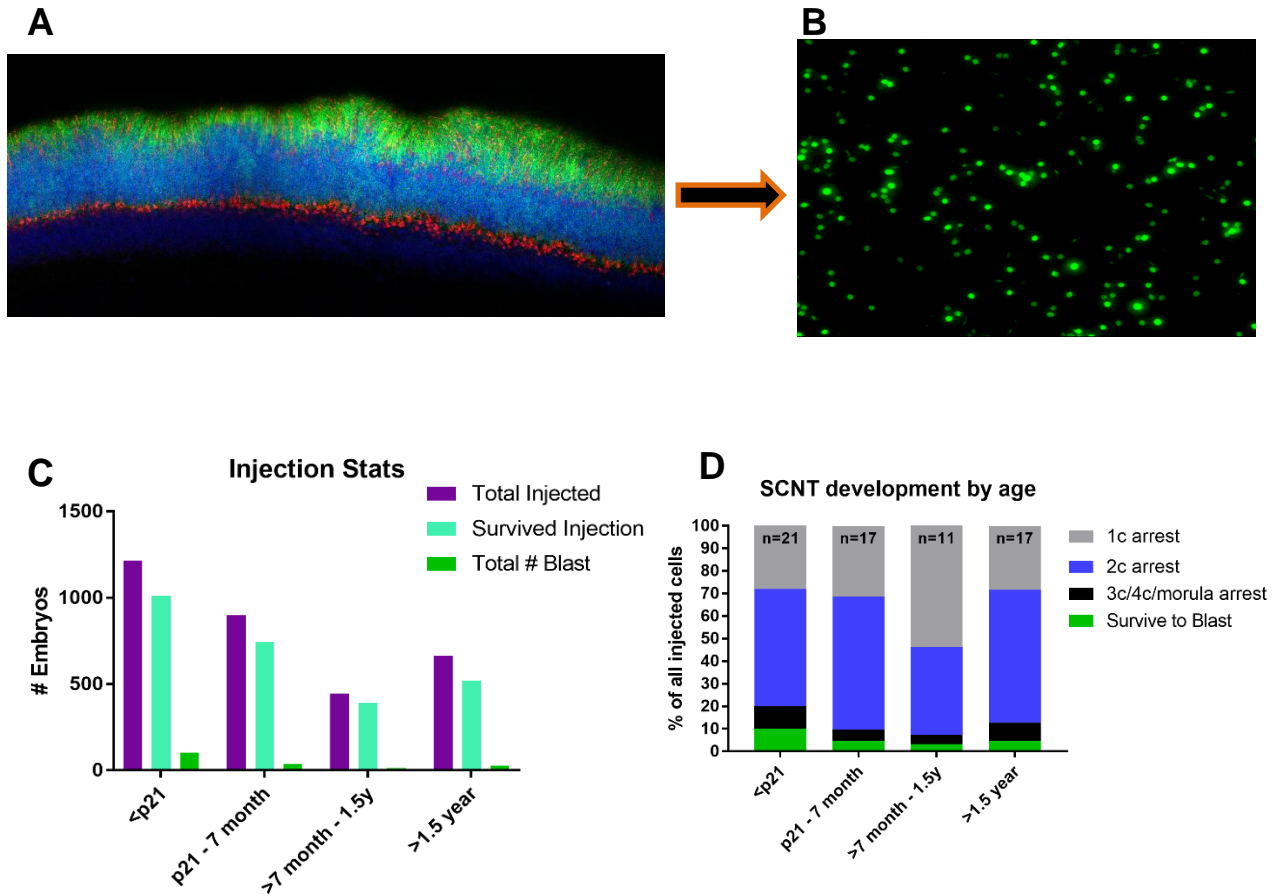 A
B
C
Injection Stats
Total Injected
Survived Injection
Total # Blast
# Embryos
1500
1000
500
0
<p21
p21 - 7 month
>7 month - 1.5y
>1.5 year
D
SCNT development by age
% of all injected cells
100
90
80
70
60
50
40
30
20
10
0
n=21
n=17
n=11
n=17
1c arrest
2c arrest
3c/4c/morula arrest
Survive to Blast
<p21
p21 - 7 month
>7 month - 1.5y
>1.5 year